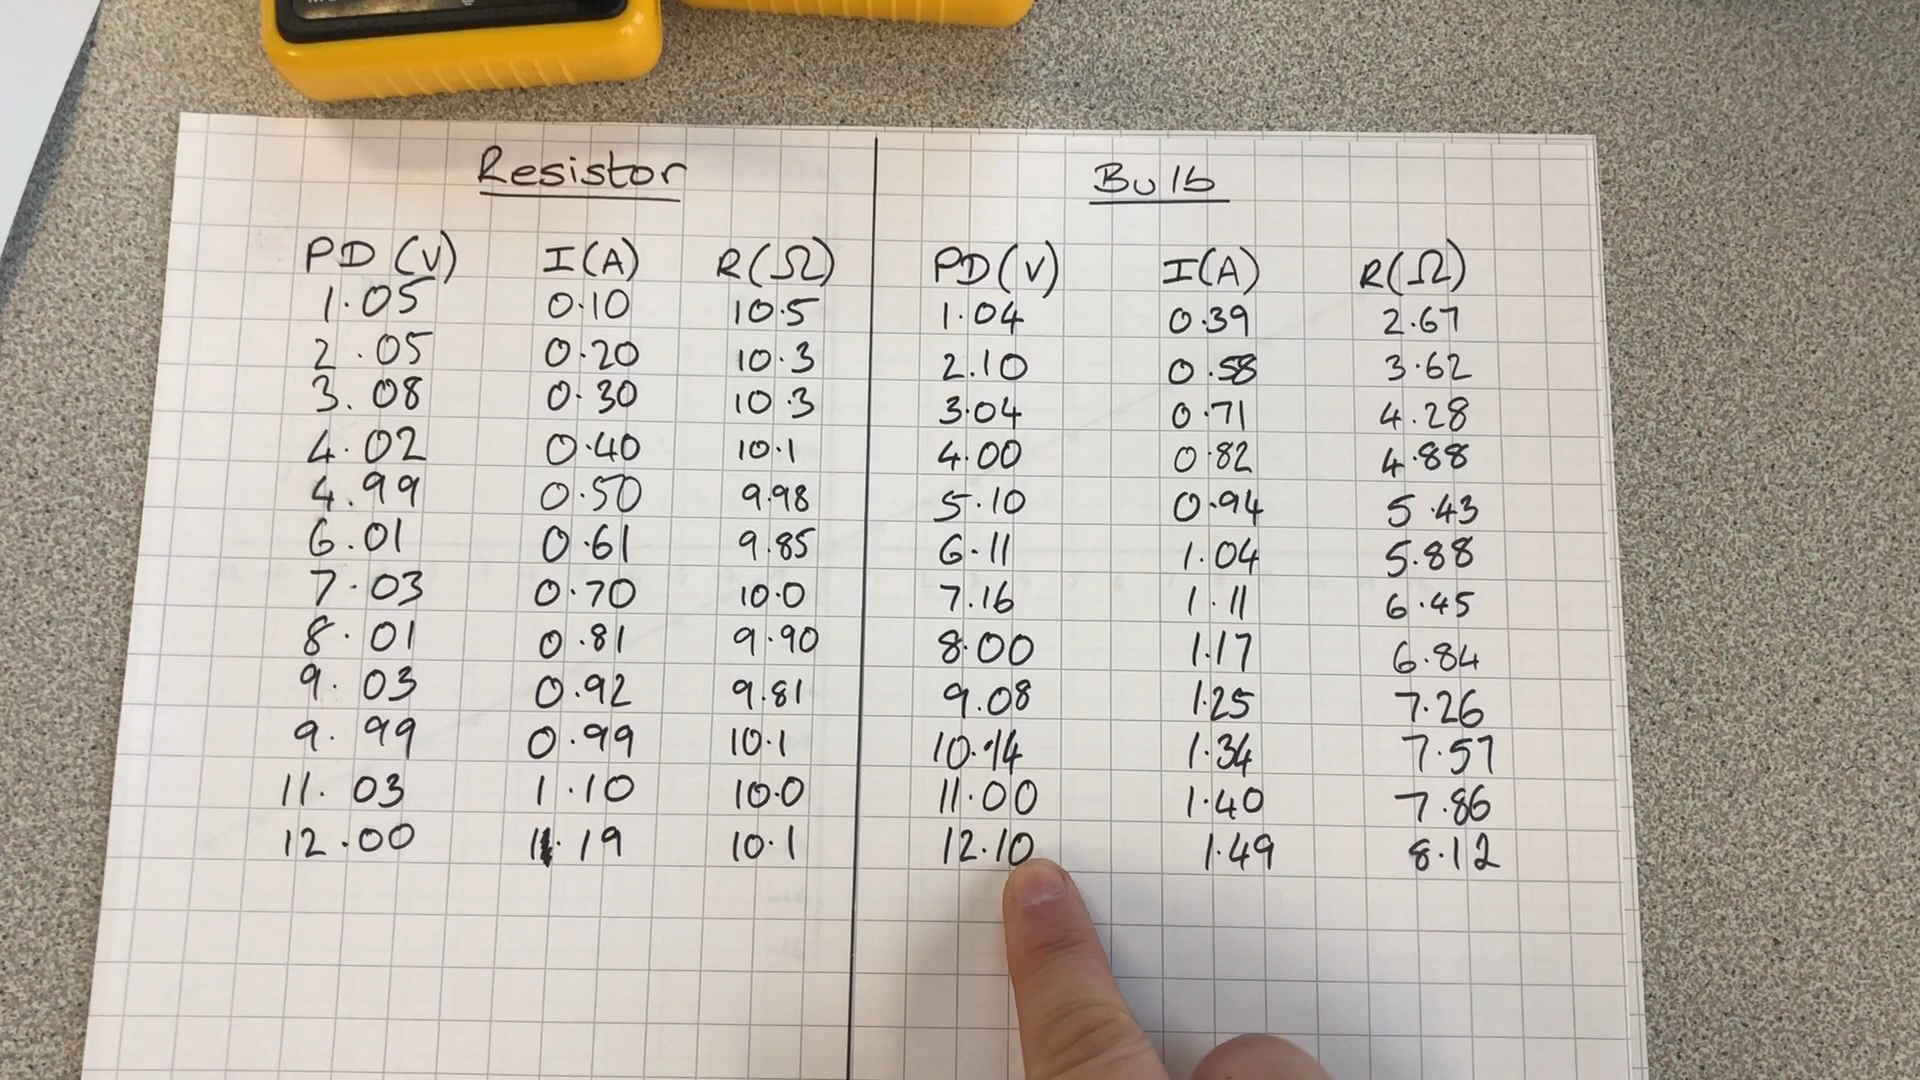 Resistor Bulb
PD (V) I(A) R(Ω) PD(V) I(A) R(Ω)
1.05 0.10 10.5 1.04 0.39 2.67
2.05 0.20 10.3 2.10 0.58 3.62
3.08 0.30 10.3 3.04 0.71 4.28
4.02 0.40 10.1 4.00 0.82 4.88
4.99 0.50 9.98 5.10 0.94 5.43
6.01 0.61 9.85 6.11 1.04 5.88
7.03 0.70 10.0 7.16 1.11 6.45
8.01 0.81 9.90 8.00 1.17 6.84
9.03 0.92 9.81 9.08 1.25 7.26
9.99 0.99 10.1 10.14 1.34 7.57
11.03 1.10 10.0 11.00 1.40 7.86
12.00 1.19 10.1 12.10 1.49 8.12